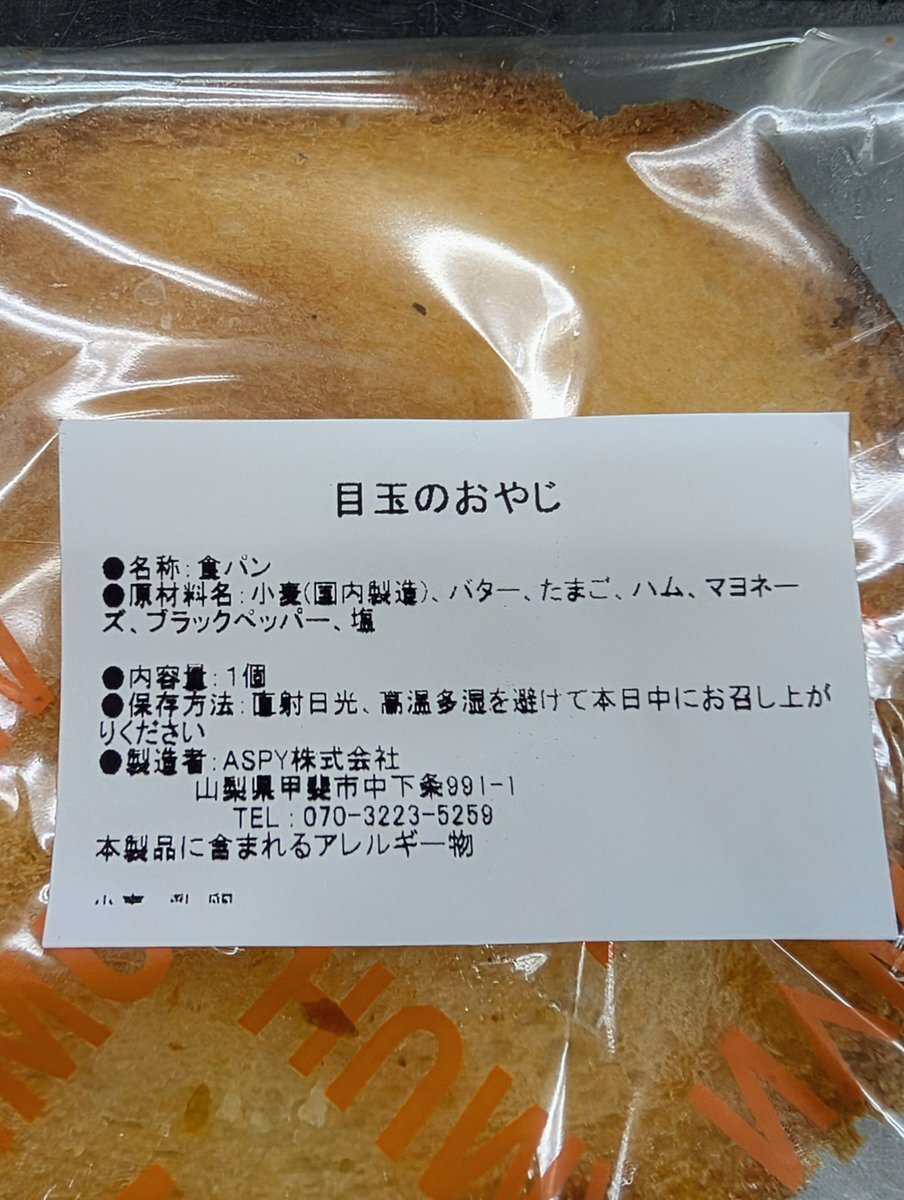 目玉のおやじ
●名称:食パン
●原材料名:小麦(国内製造)、バター、たまご、ハム、マヨネー
ズ、ブラックペッパー、塩
●内容量:1個
●保存方法:直射日光、高温多湿を避けて本日中にお召し上が
りください
●製造者:ASPY株式会社
山梨県甲斐市中下条991-1
TEL:070-3223-5259
本製品に含まれるアレルギー物